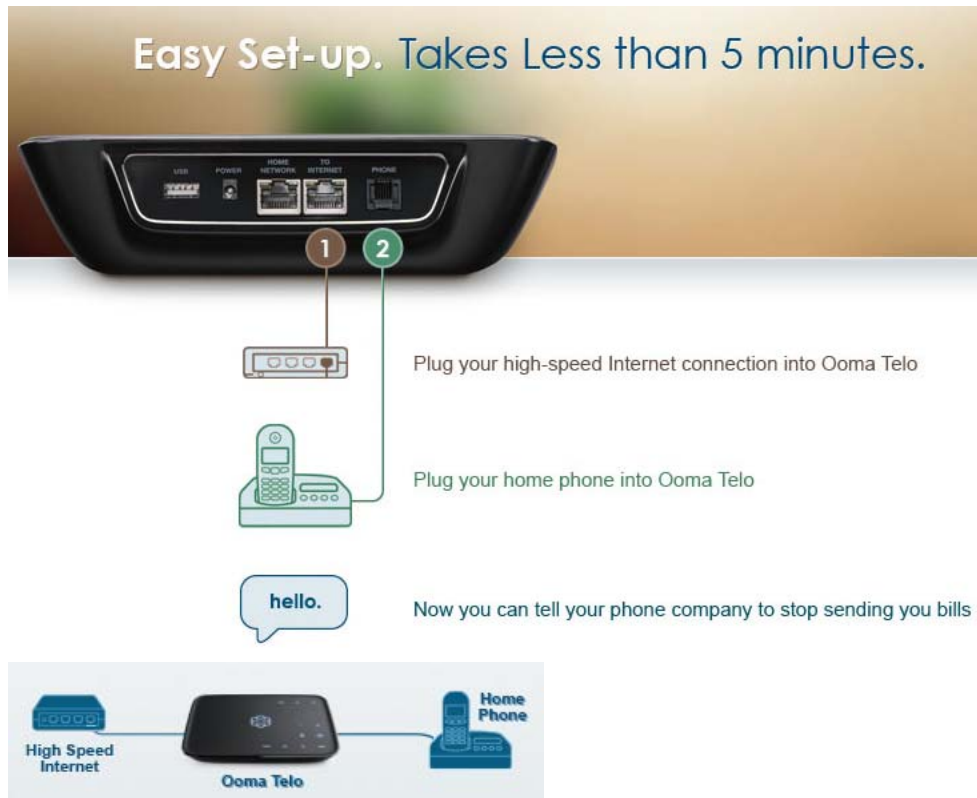 Easy Set-up. Takes Less than 5 minutes.
USB
POWER
HOME
NETWORK
TO
INTERNET
PHONE
1
2
Plug your high-speed Internet connection into Ooma Telo
Plug your home phone into Ooma Telo
hello.
Now you can tell your phone company to stop sending you bills
High Speed
Internet
Ooma Telo
Home
Phone